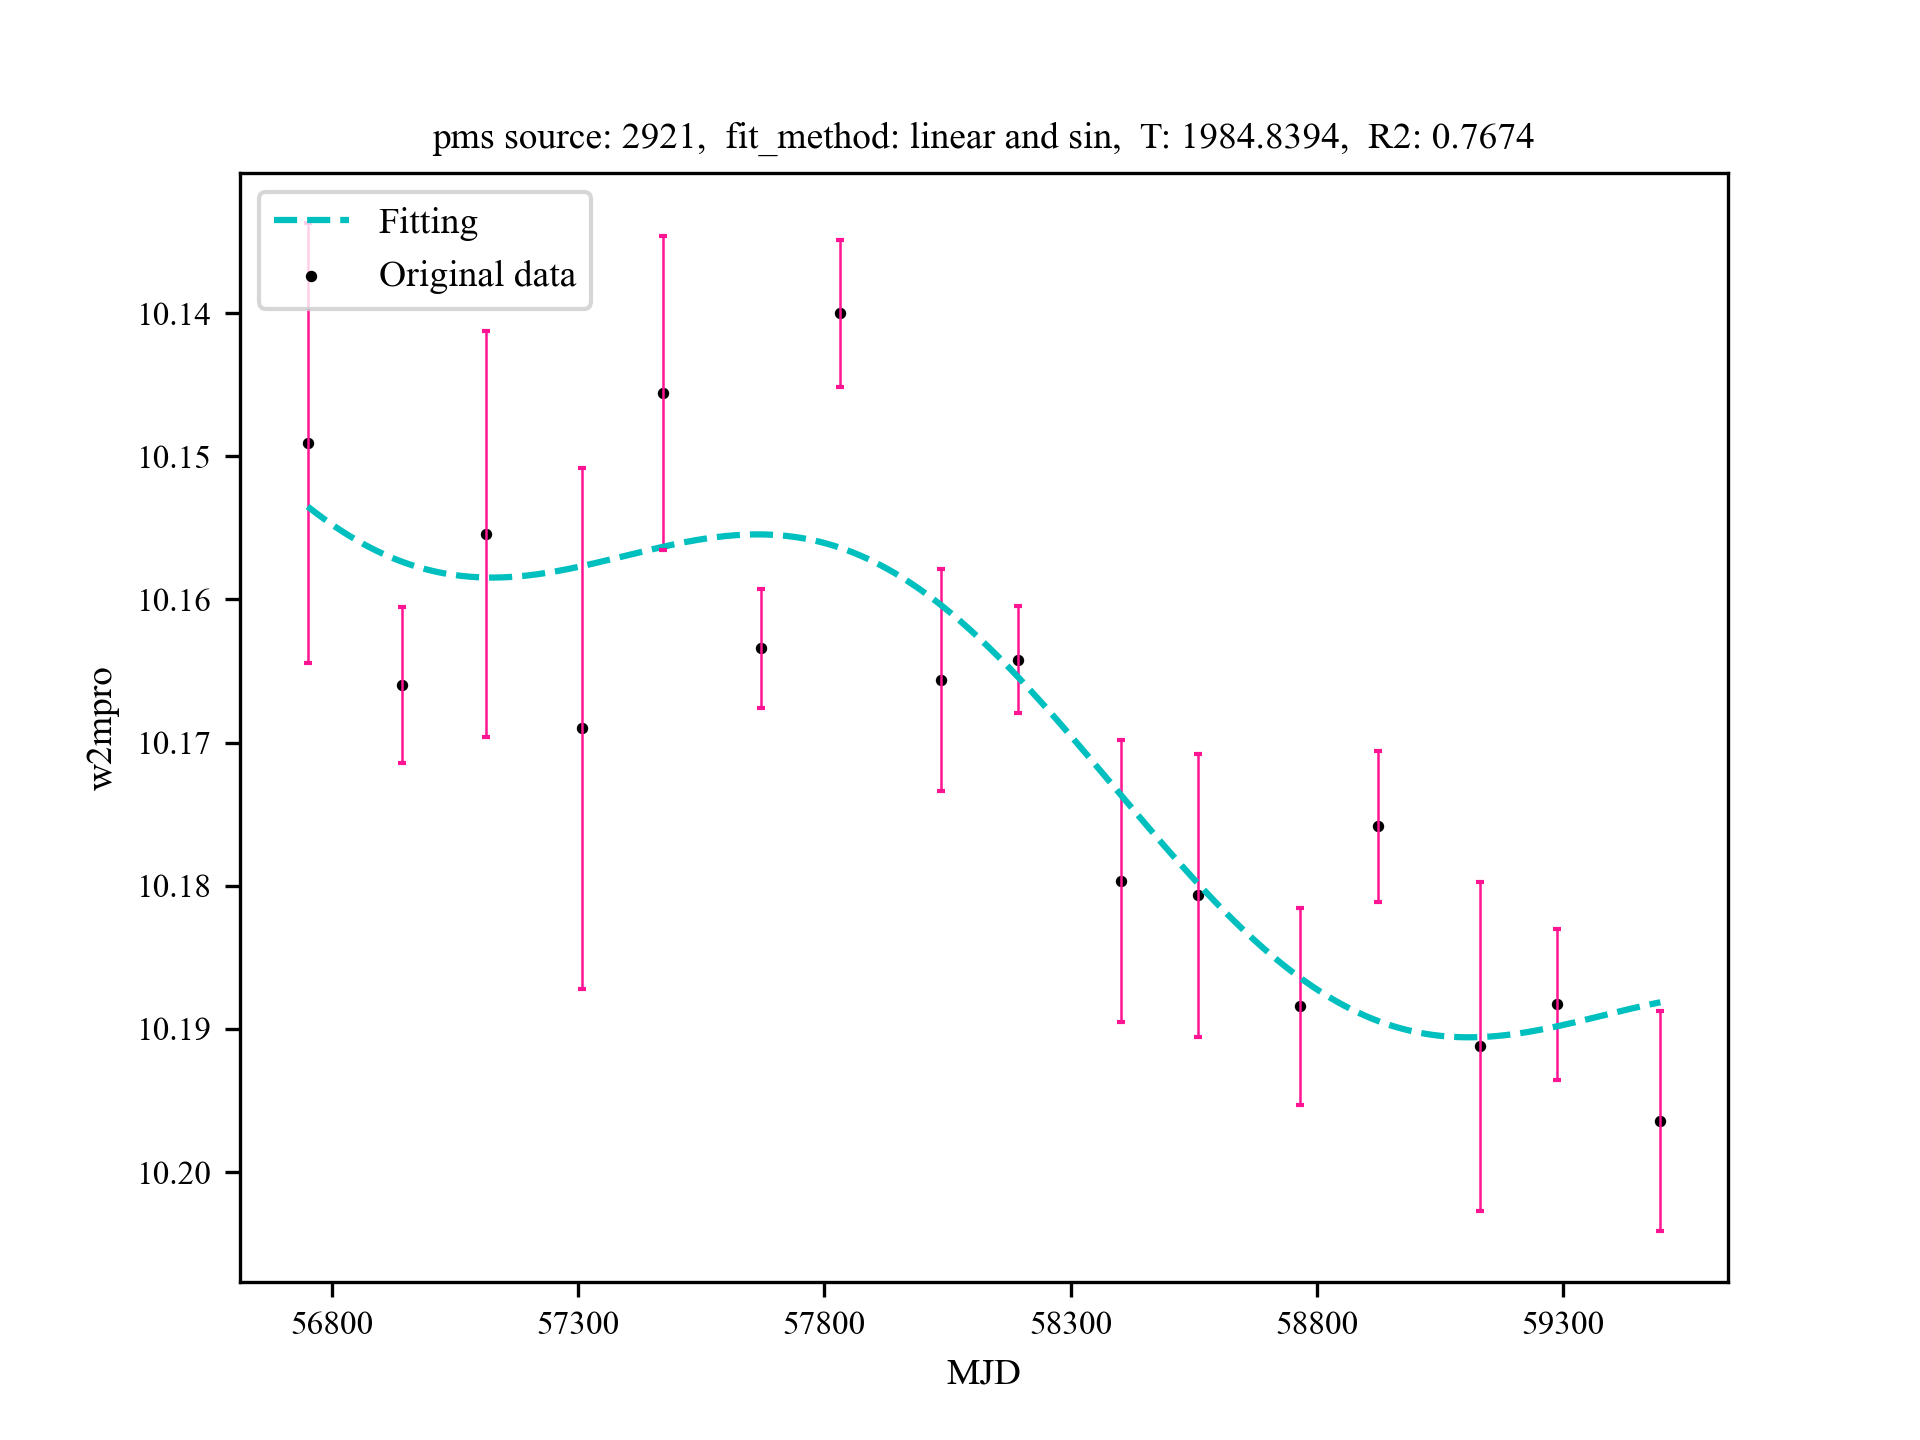 pms source: 2921,  fit_method: linear and sin,  T: 1984.8394,  R2: 0.7674
Fitting
Original data
10.14
10.15
10.16
10.17
10.18
10.19
10.20
w2mpro
56800 57300 57800 58300 58800 59300
MJD